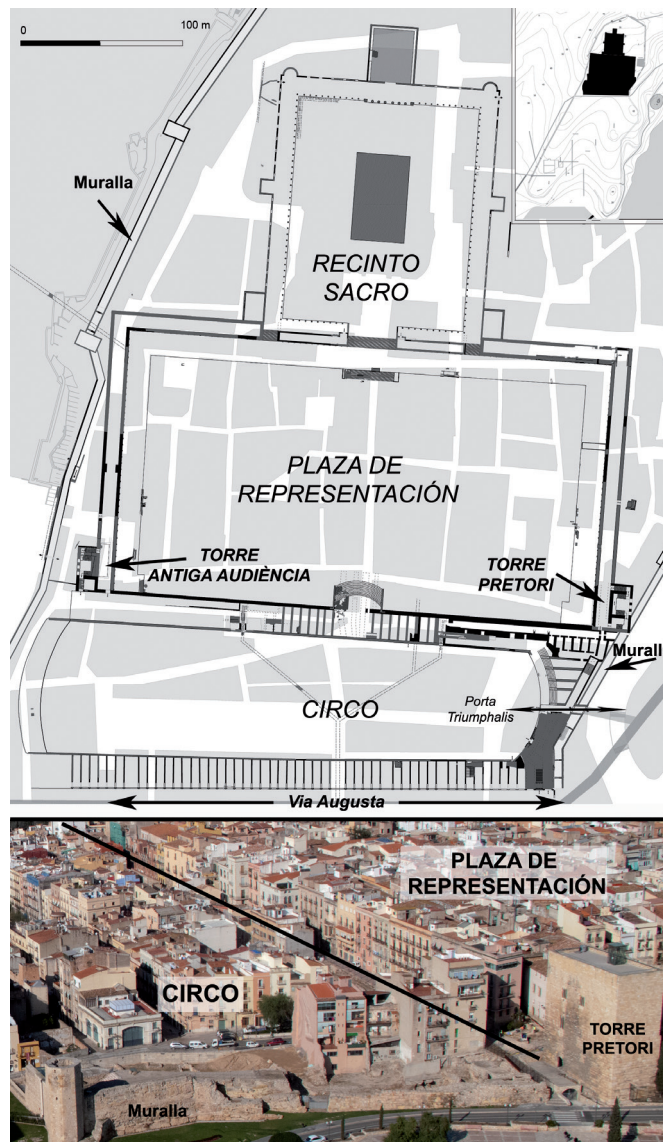 0
100 m
Muralla
RECINTO
SACRO
PLAZA DE
REPRESENTACIÓN
TORRE
ANTIGA AUDIÈNCIA
TORRE
PRETORI
Murall
CIRCO
Porta
Triumphalis
Via Augusta
PLAZA DE
REPRESENTACIÓN
CIRCO
TORRE
PRETORI
Muralla